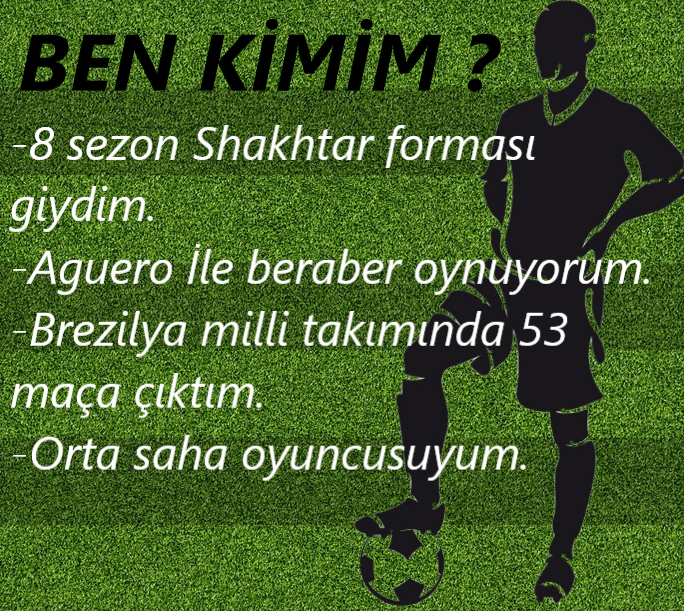 BEN KİMİM ?
-8 sezon Shakhtar forması
giydim.
-Aguero İle beraber oynuyorum.
-Brezilya milli takımında 53
maça çıktım.
-Orta saha oyuncusuyum.